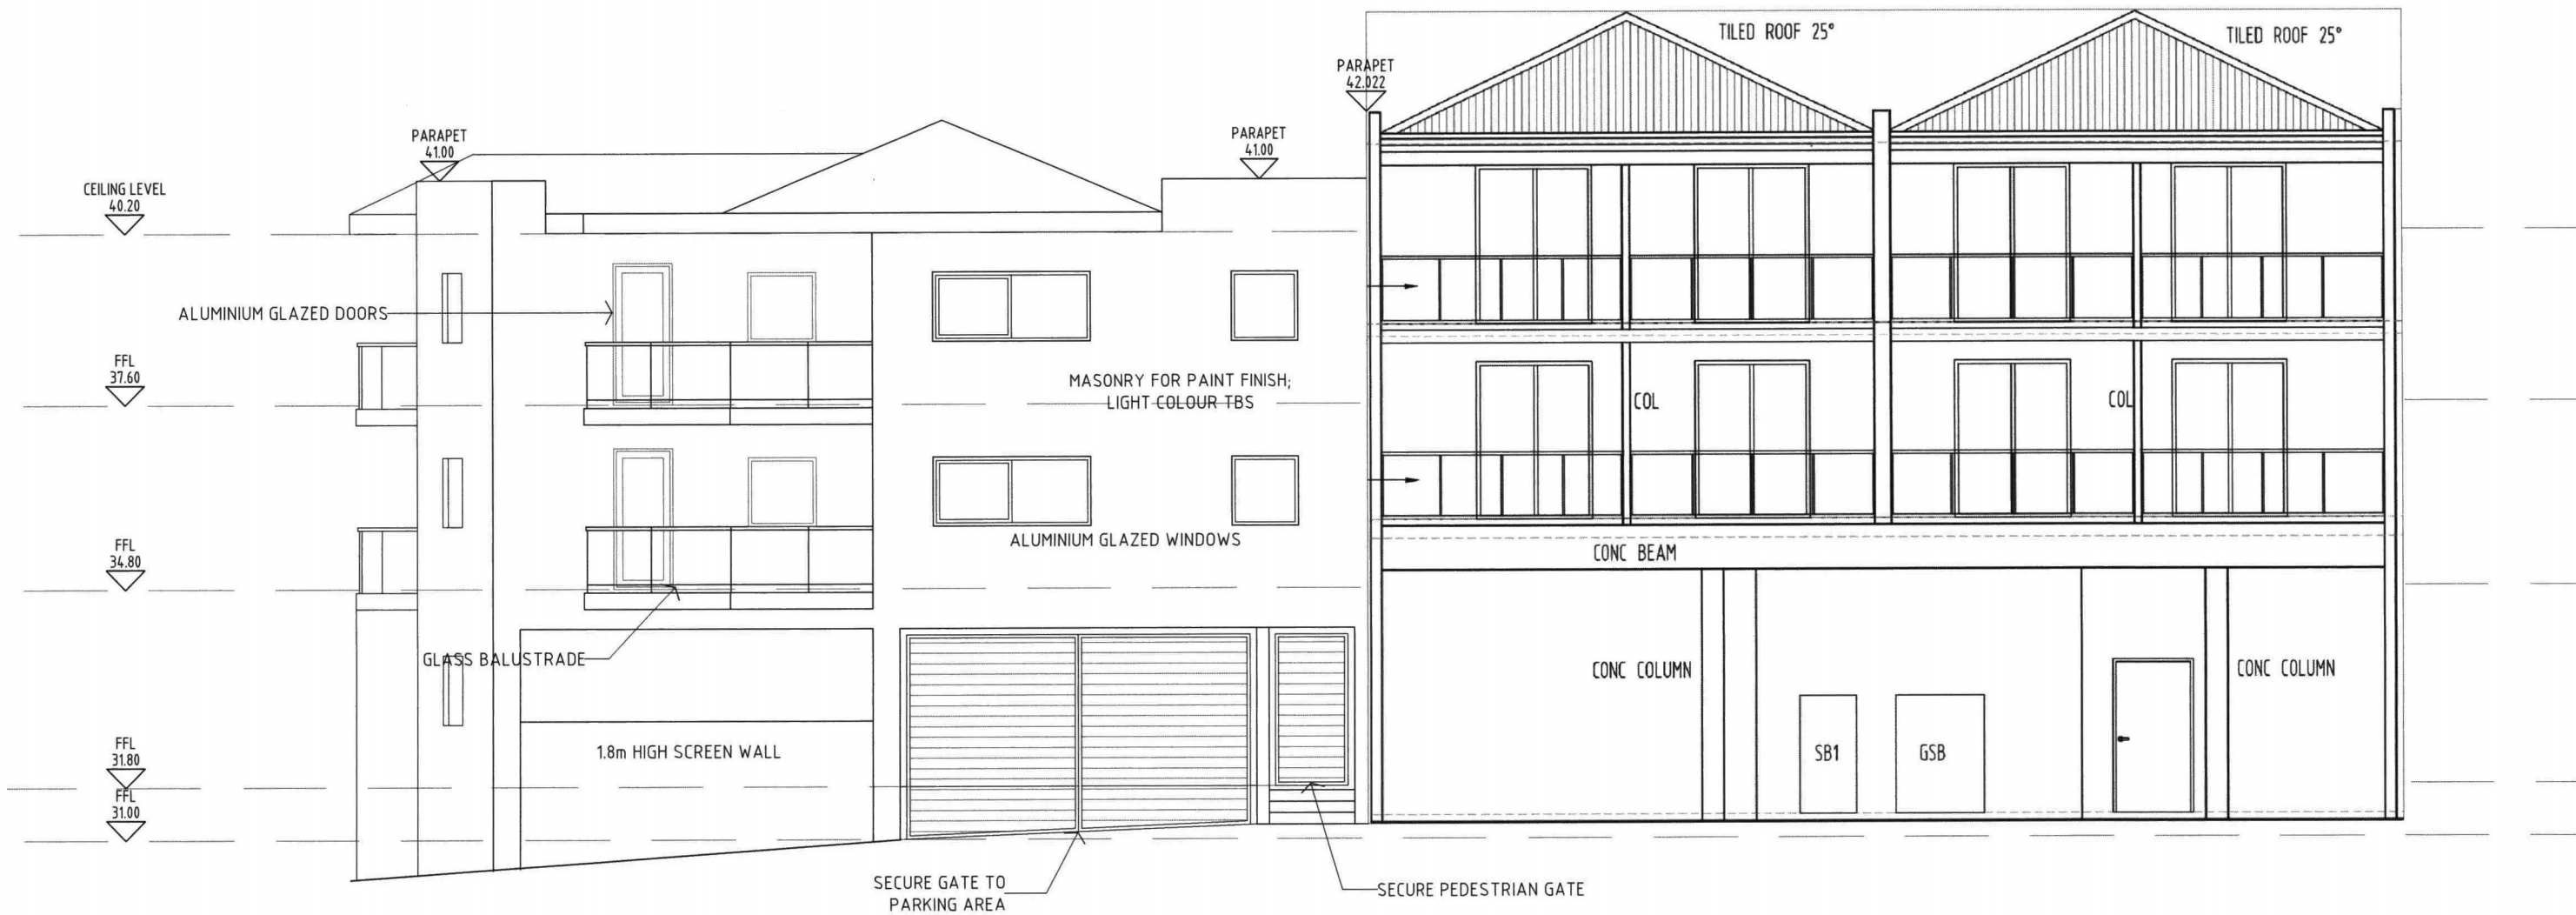 TILED ROOF 25°
TILED ROOF 25°
PARAPET
42.022
PARAPET
41.00
PARAPET
41.00
CEILING LEVEL
40.20
ALUMINIUM GLAZED DOORS
FFL
37.60
MASONRY FOR PAINT FINISH;
LIGHT COLOUR TBS
COL
COL
FFL
34.80
ALUMINIUM GLAZED WINDOWS
CONC BEAM
GLASS BALUSTRADE
CONC COLUMN
CONC COLUMN
FFL
31.80
1.8m HIGH SCREEN WALL
SB1
GSB
FFL
31.00
SECURE GATE TO
PARKING AREA
SECURE PEDESTRIAN GATE